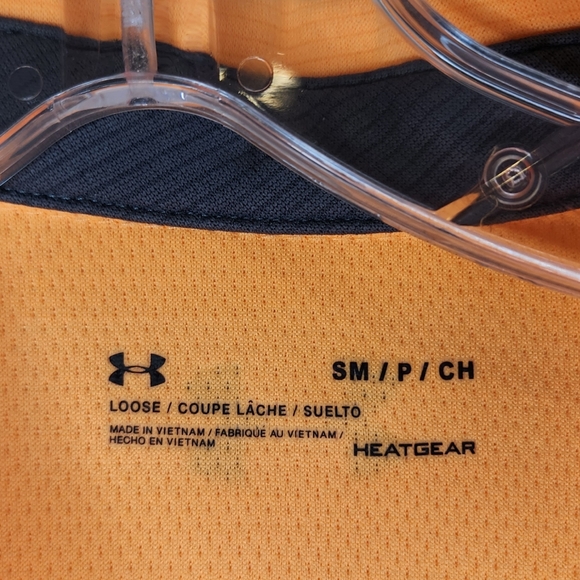 SM / P / CH
LOOSE / COUPE LÂCHE / SUELTO
MADE IN VIETNAM / FABRIQUÉ AU VIETNAM /
HECHO EN VIETNAM
HEATGEAR